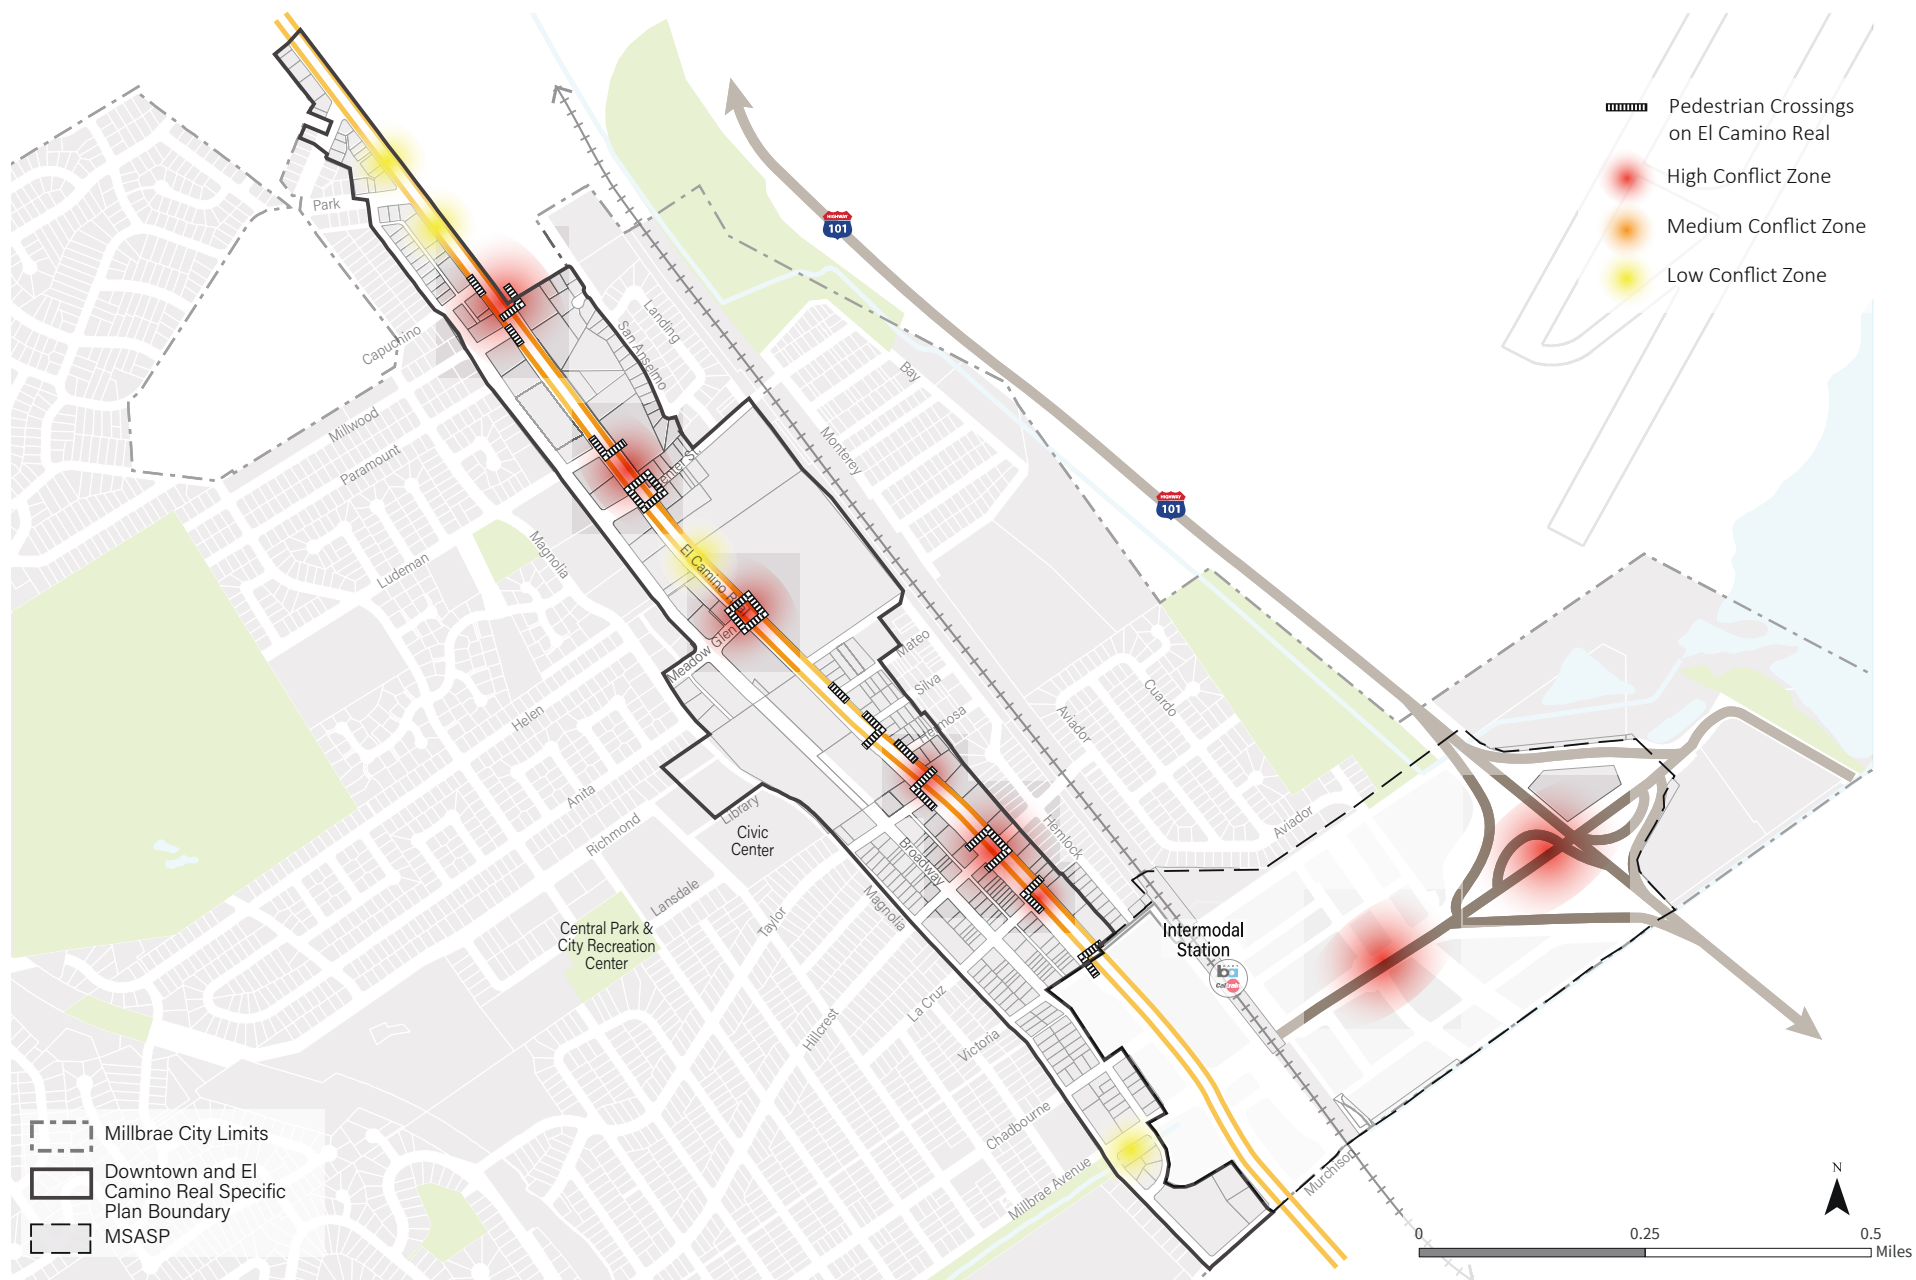 Pedestrian Crossings
on El Camino Real
High Conflict Zone
Medium Conflict Zone
Low Conflict Zone
HIGHWAY
101
HIGHWAY
101
Park
Capuchino
Millwood
Paramount
Ludeman
Magnolia
Landing
San Anselmo
Bay
Monterey
El Camino
Meadow Glen
Helen
Anita
Richmond
Library
Lansdale
Taylor
Civic
Center
Central Park &
City Recreation
Center
Mateo
Silva
Aviador
Cuardo
Aviador
Hemlock
Broadway
Magnolia
Intermodal
Station
ba
Caltrain
La Cruz
Hillcrest
Victoria
Chadbourne
Millbrae Avenue
Murchison
Millbrae City Limits
Downtown and El
Camino Real Specific
Plan Boundary
MSASP
N
0
0.25
0.5
Miles